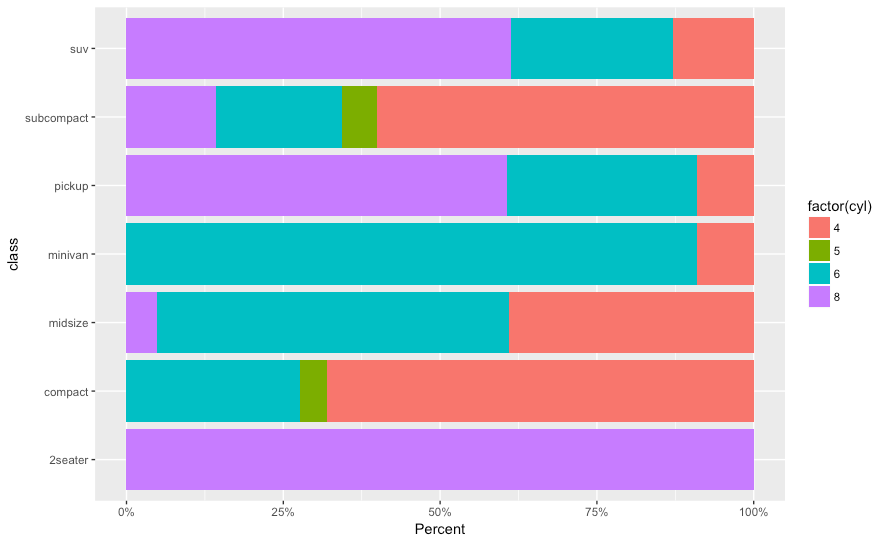 suv
subcompact
pickup
minivan
midsize
compact
2seater
class
0%
25%
50%
75%
100%
Percent
factor(cyl)
4
5
6
8